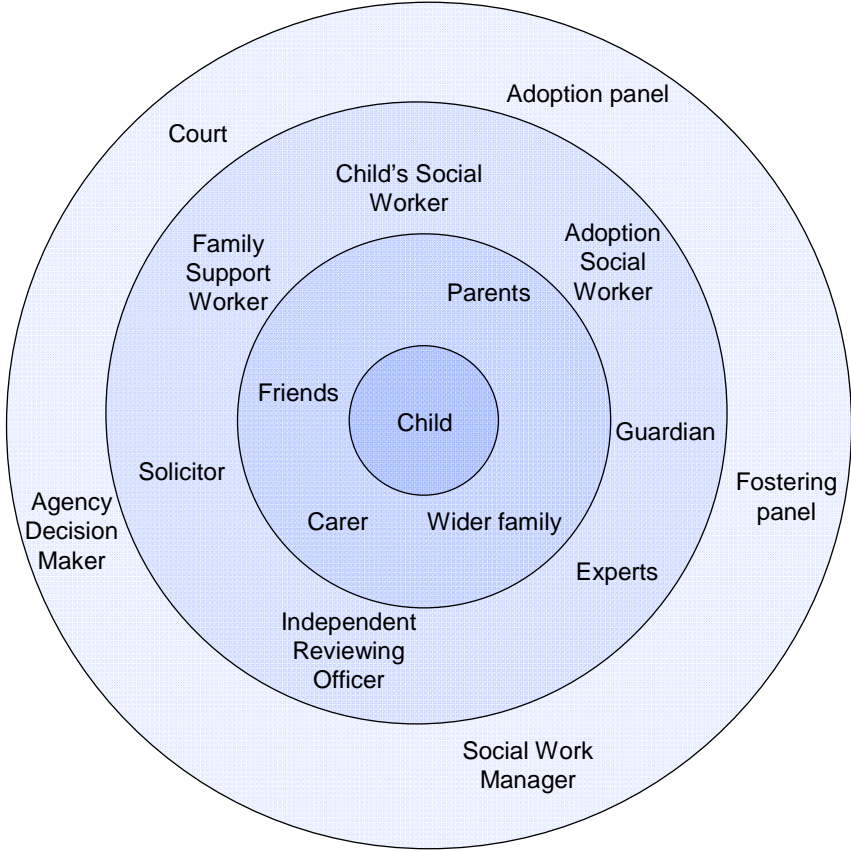 Adoption panel
Court
Child's Social
Worker
Family
Support
Worker
Adoption
Social
Worker
Parents
Friends
Child
Guardian
Solicitor
Fostering
panel
Agency
Decision
Maker
Carer
Wider family
Experts
Independent
Reviewing
Officer
Social Work
Manager